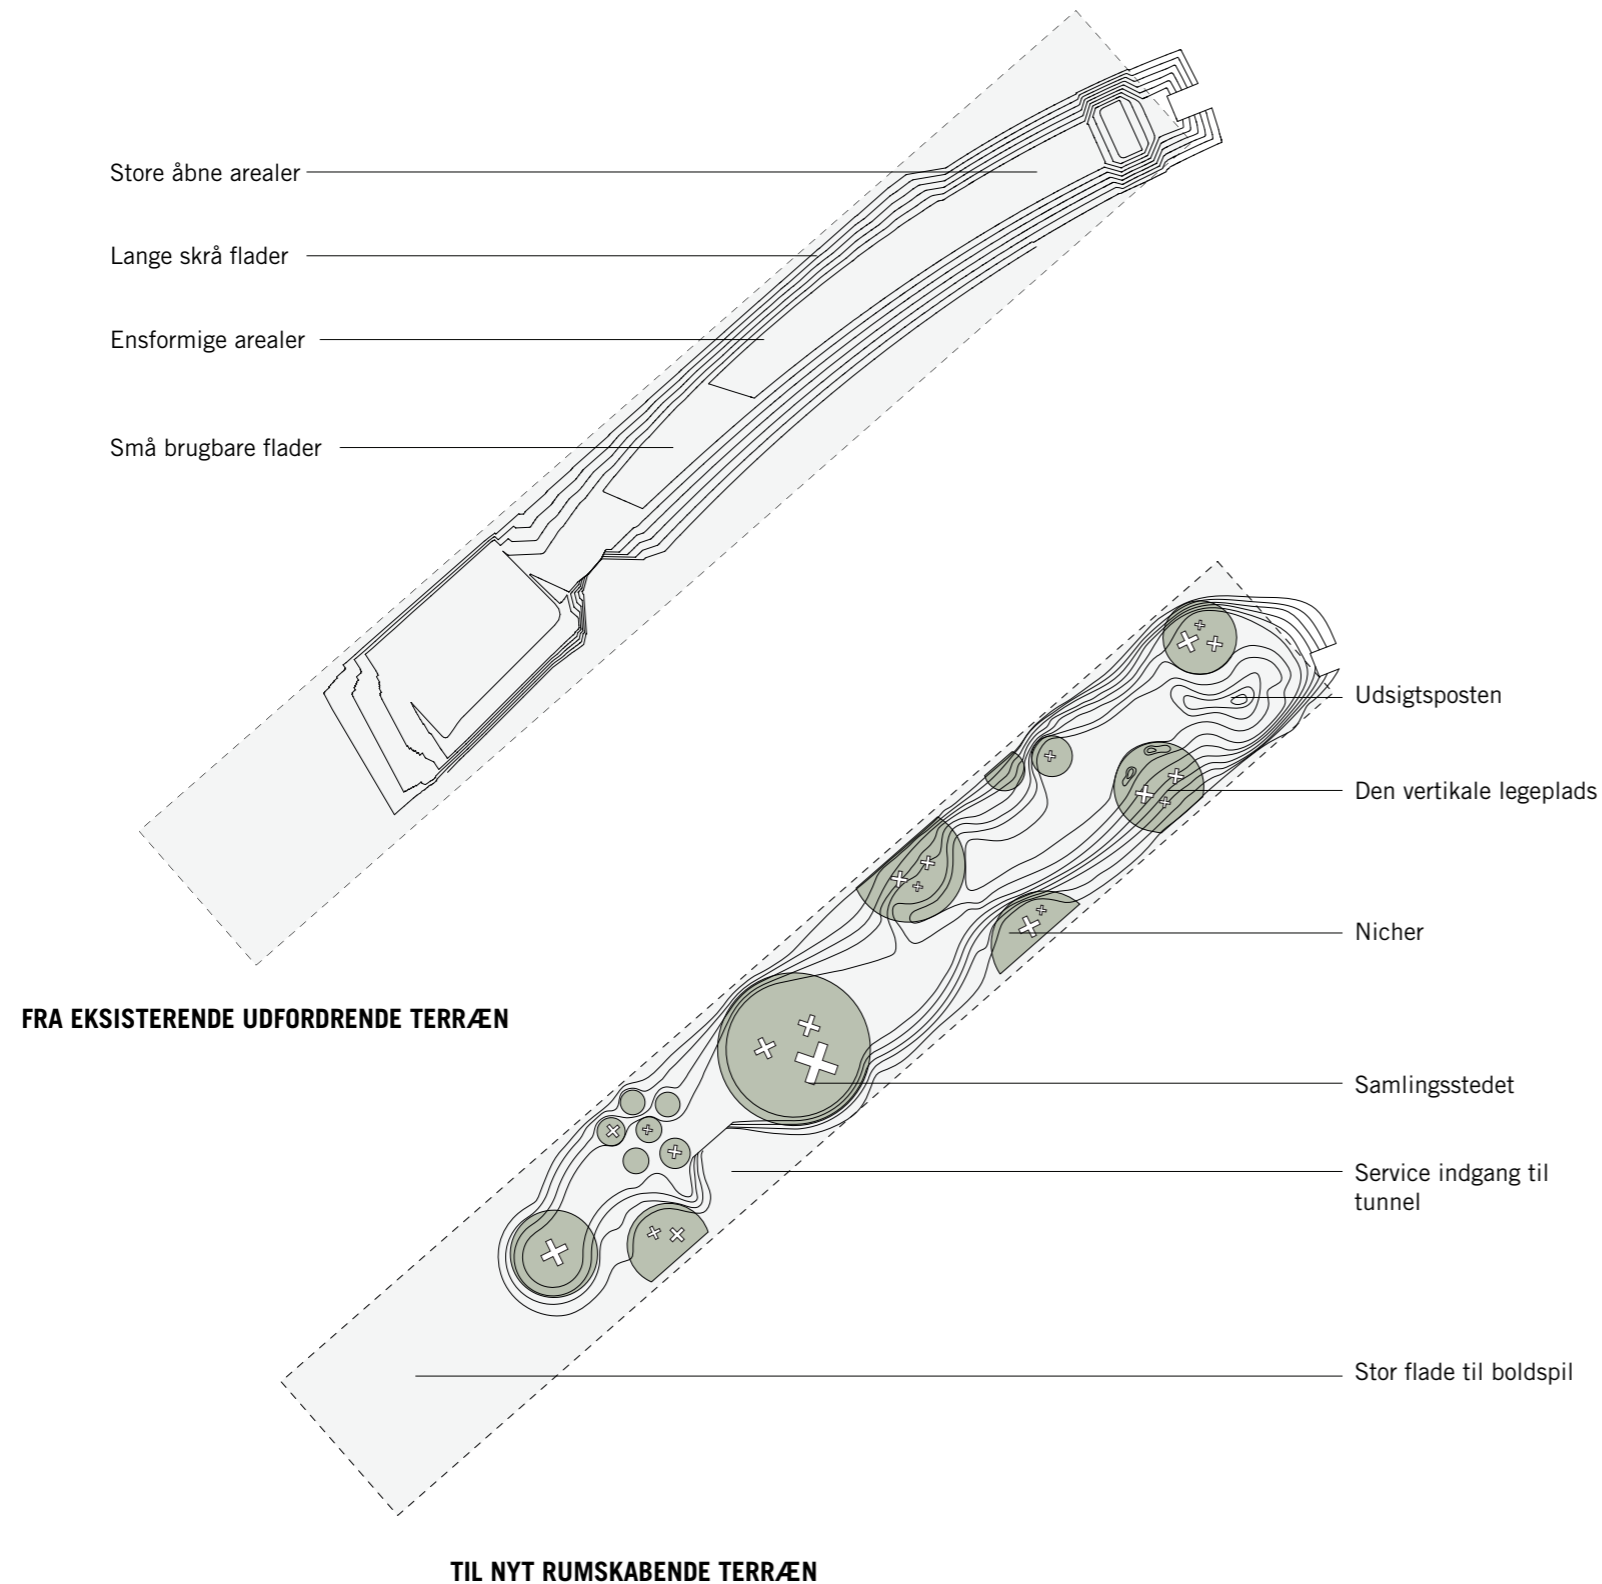 Store åbne arealer
Lange skrå flader
Ensformige arealer
Små brugbare flader
FRA EKSISTERENDE UDFORDRENDE TERRÆN
Udsigtsposten
Den vertikale legeplads
Nicher
Samlingsstedet
Service indgang til
tunnel
Stor flade til boldspil
TIL NYT RUMSKABENDE TERRÆN